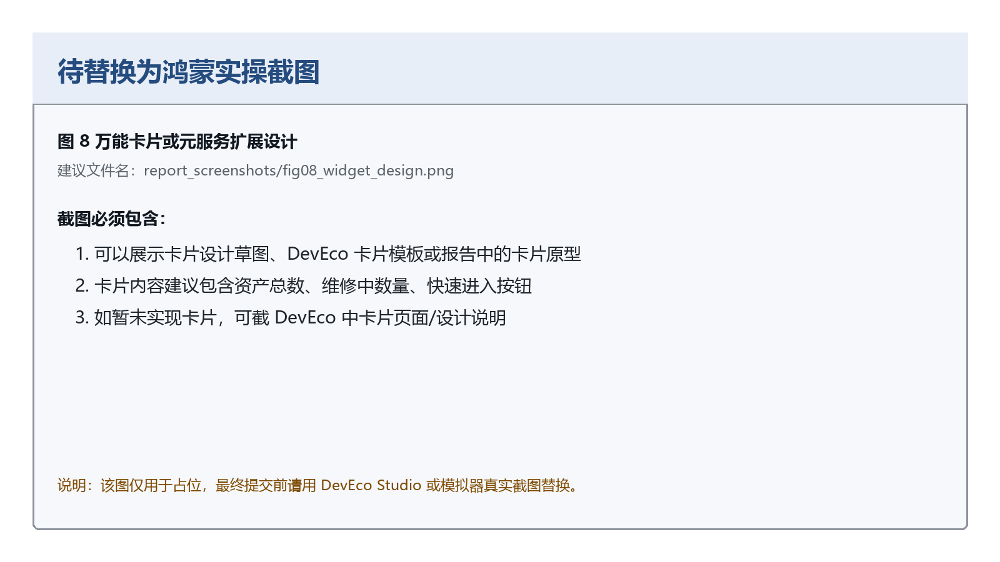 待替换为鸿蒙实操截图
图 8 万能卡片或元服务扩展设计
建议文件名：report_screenshots/fig08_widget_design.png
截图必须包含：
1. 可以展示卡片设计草图、DevEco 卡片模板或报告中的卡片原型
2. 卡片内容建议包含资产总数、维修中数量、快速进入按钮
3. 如暂未实现卡片，可截 DevEco 中卡片页面/设计说明
说明：该图仅用于占位，最终提交前请用 DevEco Studio 或模拟器真实截图替换。